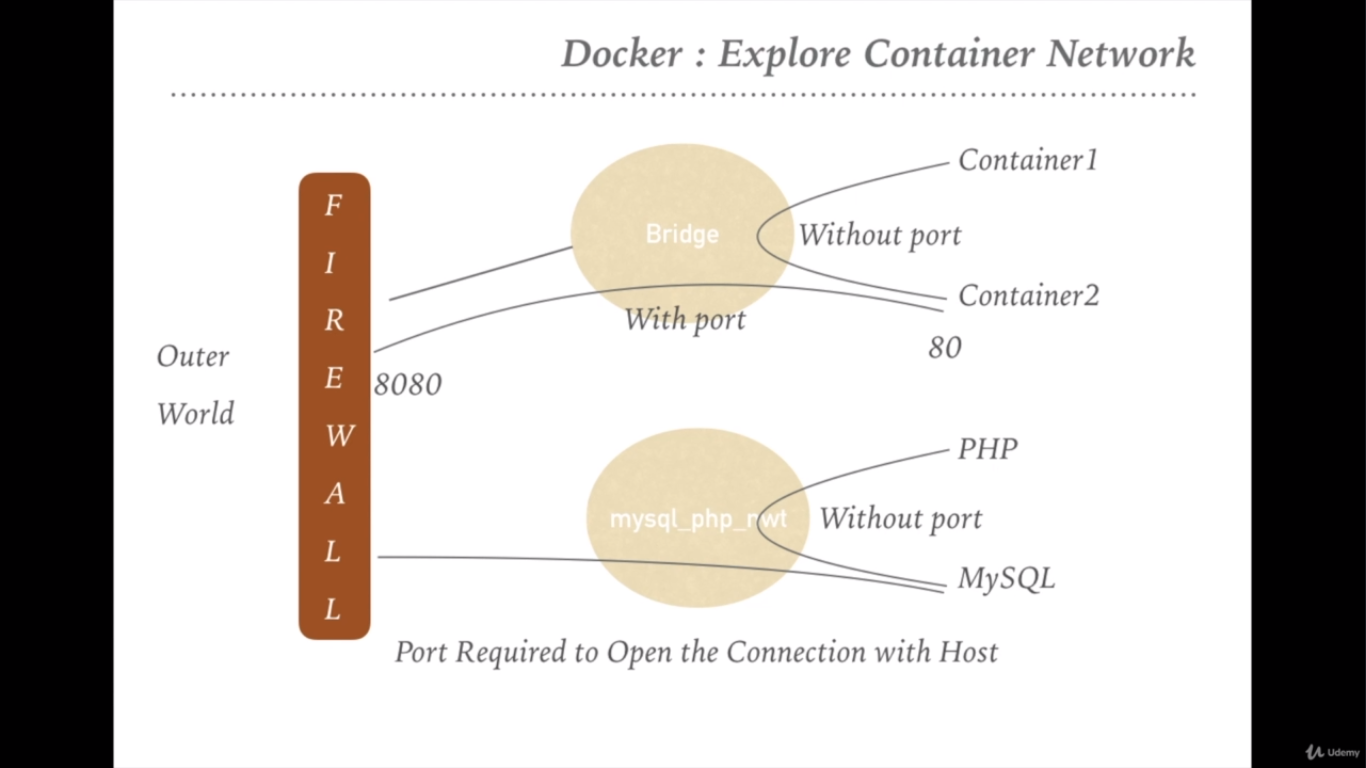 Docker : Explore Container Network
Container1
Bridge
Without port
Container2
With port
80
Outer
World
F
I
R
E
W
A
L
L
8080
PHP
mysql_php_nwt
Without port
MySQL
Port Required to Open the Connection with Host
Udemy